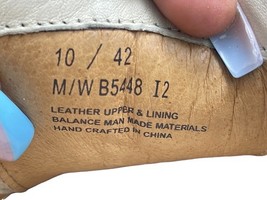 10 / 42
M/W B5448 I2
LEATHER UPPER & LINING
BALANCE MAN MADE MATERIALS
HAND CRAFTED IN CHINA